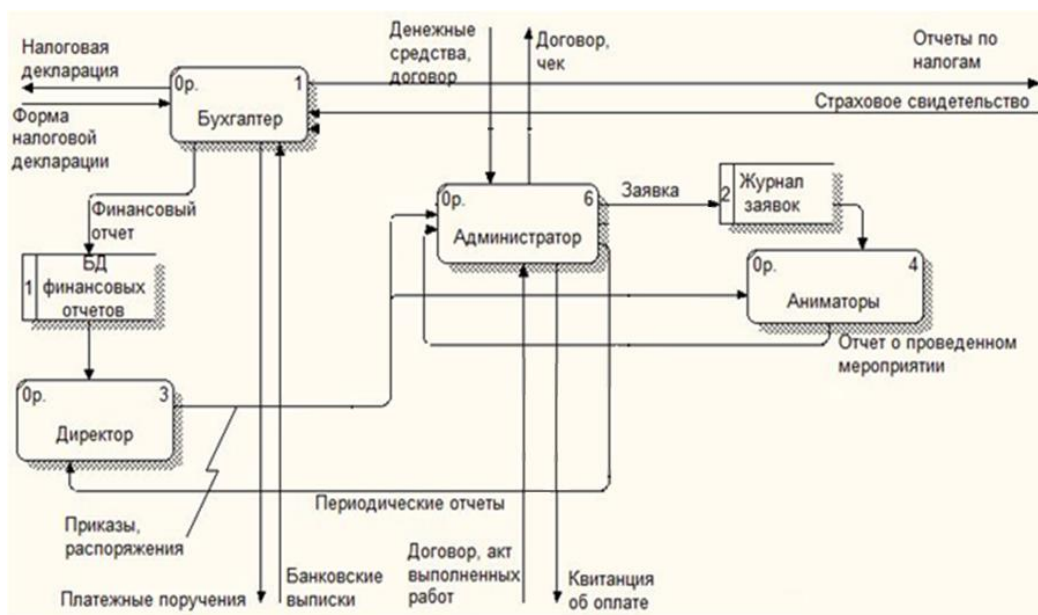 Налоговая
декларация
Денежные
средства,
договор
Договор,
чек
Отчеты по
налогам
0р.
1
Бухгалтер
Страховое свидетельство
Форма
налоговой
декларации
Финансовый
отчет
0р.
6
Администратор
Заявка
2
Журнал
заявок
1
БД
финансовых
отчетов
0р.
4
Аниматоры
Отчет о проведенном
мероприятии
0р.
3
Директор
Периодические отчеты
Приказы,
распоряжения
Платежные поручения
Банковские
выписки
Договор, акт
выполненных
работ
Квитанция
об оплате